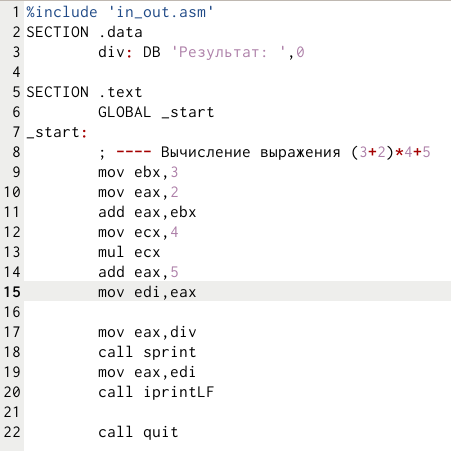 1 %include 'in_out.asm'
2 SECTION .data
3 div: DB 'Результат: ',0
4
5 SECTION .text
6 GLOBAL _start
7 _start:
8 ; ---- Вычисление выражения (3+2)*4+5
9 mov ebx,3
10 mov eax,2
11 add eax,ebx
12 mov ecx,4
13 mul ecx
14 add eax,5
15 mov edi,eax
16
17 mov eax,div
18 call sprint
19 mov eax,edi
20 call iprintLF
21
22 call quit